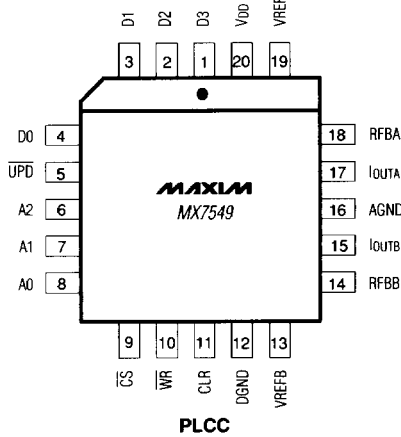 D1 D2 D3 VDD VREF
3 2 1 20 19
D0 4 18 RFBA
UPD 5 17 IOUTA
MAXIM
MX7549
A2 6 16 AGND
A1 7 15 IOUTB
A0 8 14 RFBB
9 10 11 12 13
CS WR CLR DGND VREFB
PLCC